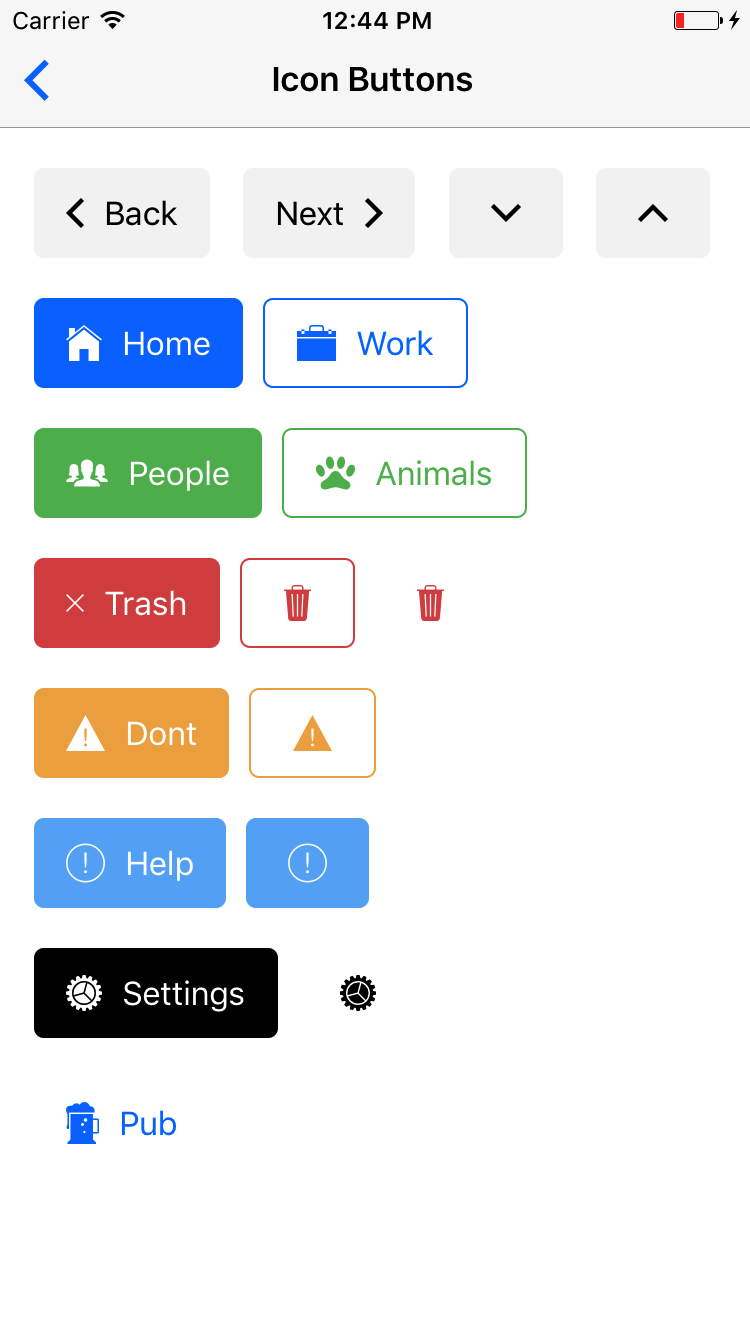 Carrier 12:44 PM
Icon Buttons
Back Next
Home Work
People Animals
Trash
Dont
Help
Settings
Pub